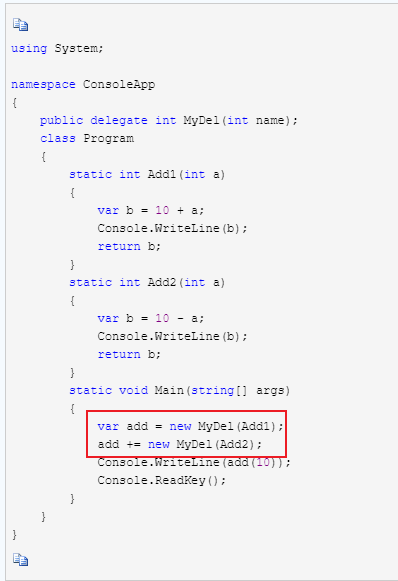 using System;
namespace ConsoleApp
{
    public delegate int MyDel(int name);
    class Program
    {
        static int Add1(int a)
        {
            var b = 10 + a;
            Console.WriteLine(b);
            return b;
        }
        static int Add2(int a)
        {
            var b = 10 - a;
            Console.WriteLine(b);
            return b;
        }
        static void Main(string[] args)
        {
            var add = new MyDel(Add1);
            add += new MyDel(Add2);
            Console.WriteLine(add(10));
            Console.ReadKey();
        }
    }
}